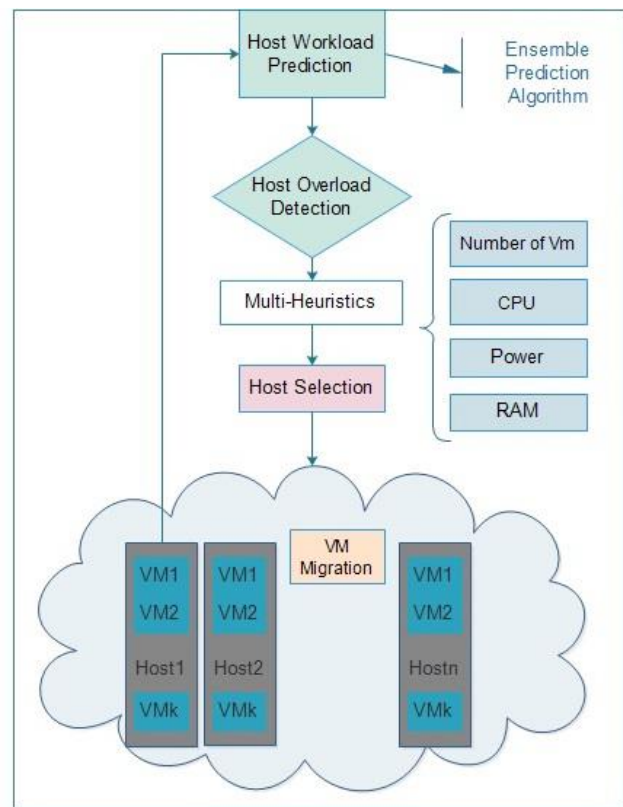 Host Workload
Prediction
Ensemble
Prediction
Algorithm
Host Overload
Detection
Multi-Heuristics
Host Selection
Number of Vm
CPU
Power
RAM
VM
Migration
VM1
VM2
Host1
VMk
VM1
VM2
Host2
VMk
VM1
VM2
Hostn
VMk